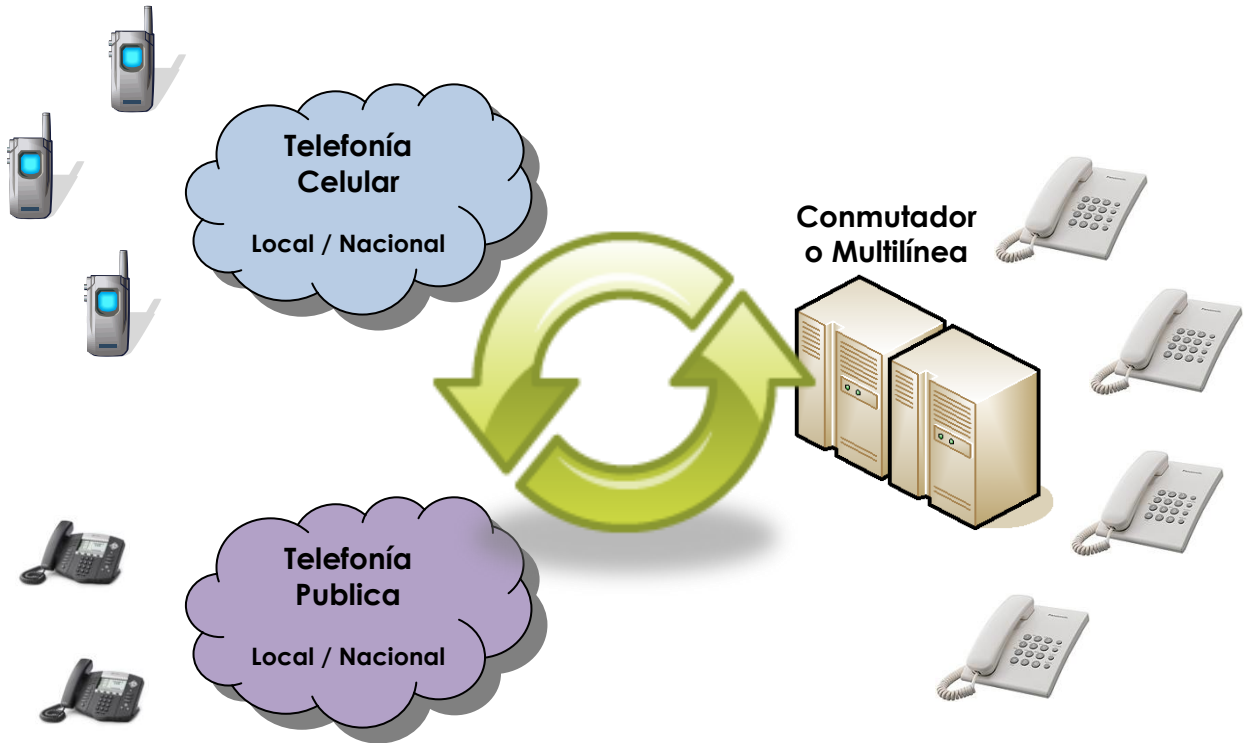 Telefonía
Celular
Local / Nacional
Conmutador
o Multilínea
Telefonía
Publica
Local / Nacional